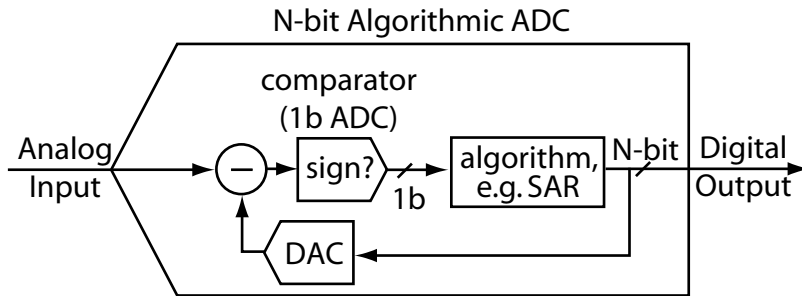 N-bit Algorithmic ADC
comparator
(1b ADC)
Analog
Input
−
sign?
1b
algorithm,
e.g. SAR
N-bit
Digital
Output
DAC